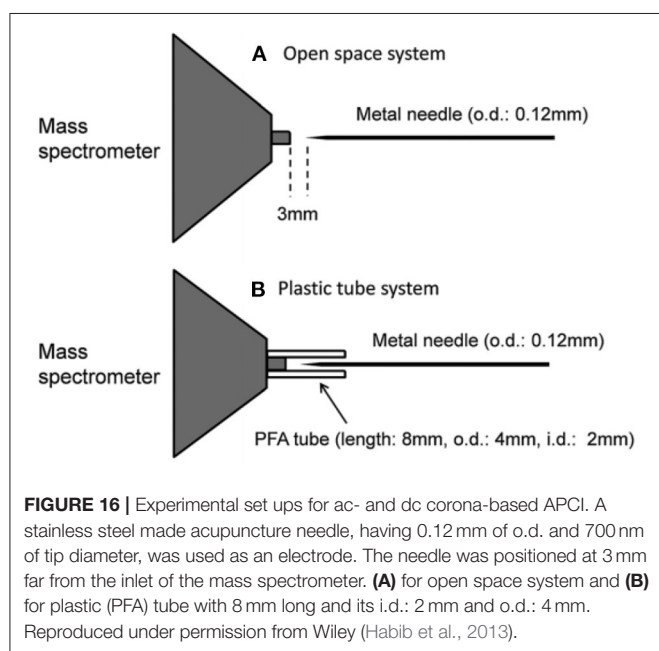 A Open space system
Metal needle (o.d.: 0.12mm)
Mass
spectrometer
3mm
B Plastic tube system
Metal needle (o.d.: 0.12mm)
Mass
spectrometer
PFA tube (length: 8mm, o.d.: 4mm, i.d.: 2mm)
FIGURE 16 | Experimental set ups for ac- and dc corona-based APCI. A
stainless steel made acupuncture needle, having 0.12 mm of o.d. and 700 nm
of tip diameter, was used as an electrode. The needle was positioned at 3 mm
far from the inlet of the mass spectrometer. (A) for open space system and (B)
for plastic (PFA) tube with 8 mm long and its i.d.: 2 mm and o.d.: 4 mm.
Reproduced under permission from Wiley (Habib et al., 2013).